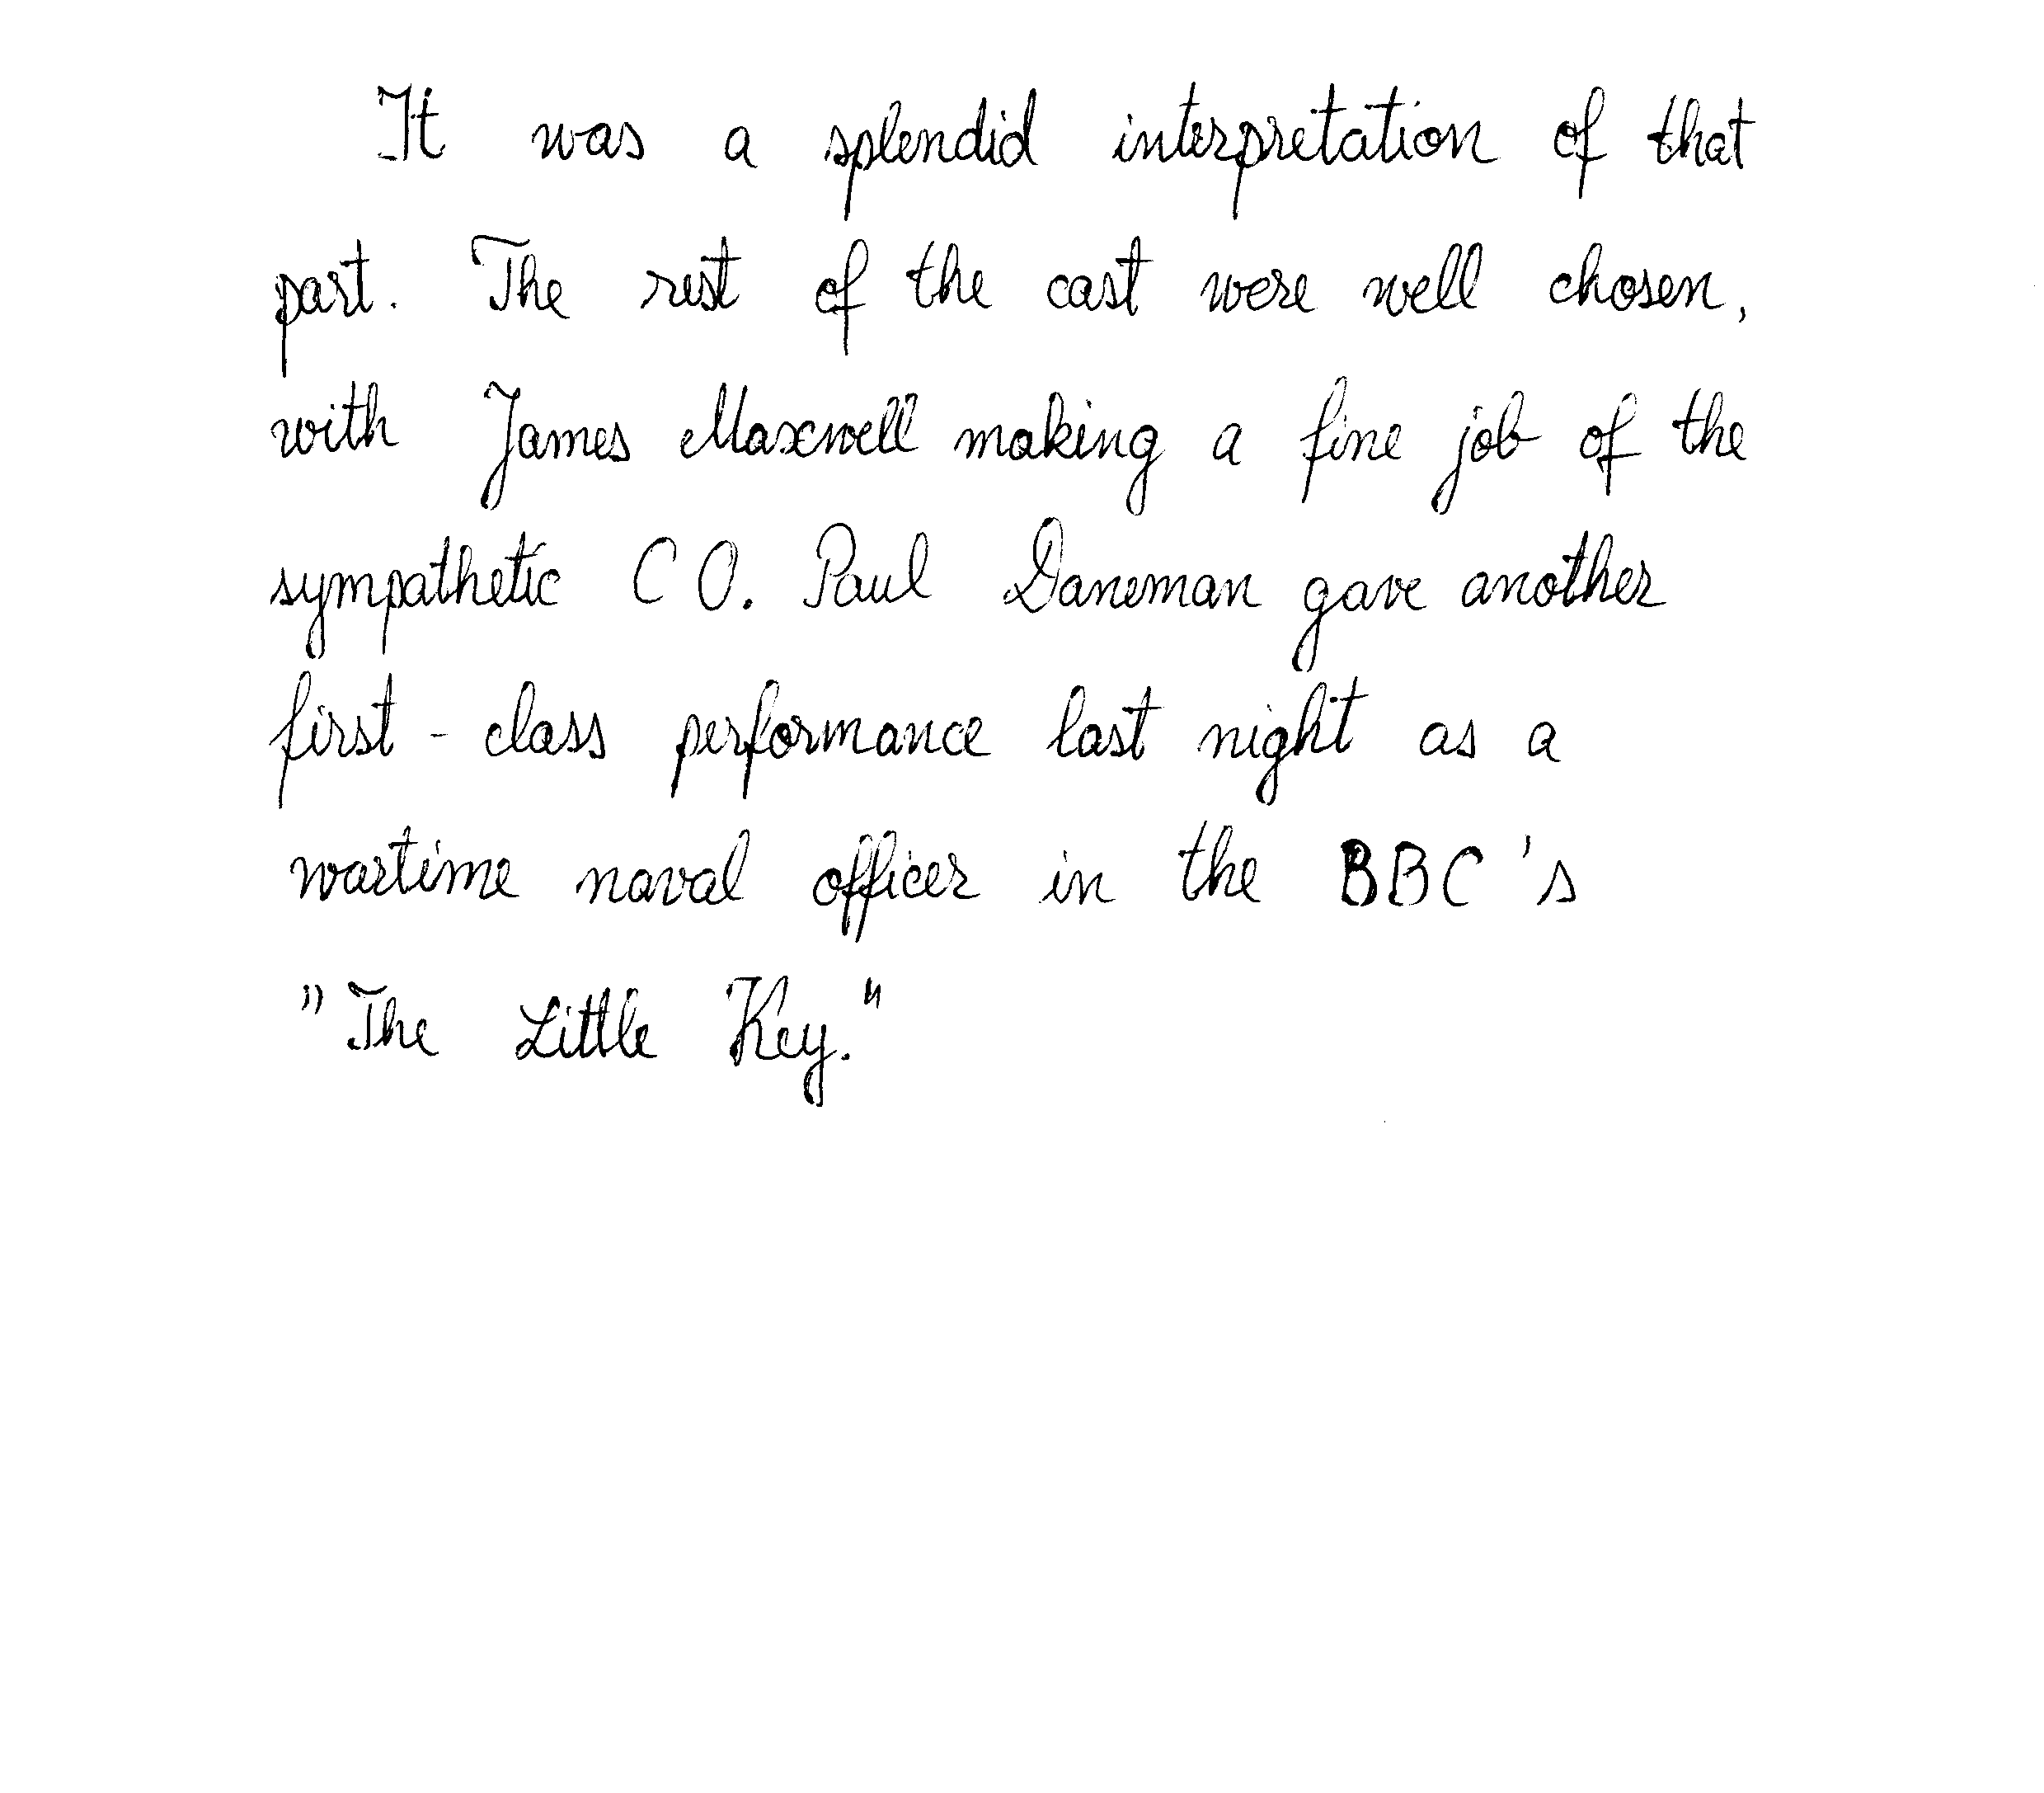 It was a splendid interpretation of that
part. The rest of the cast were well chosen,
with James Maxwell making a fine job of the
sympathetic C O. Paul Daneman gave another
first - class performance last night as a
wartime naval officer in the BBC 's
"The Little Key."